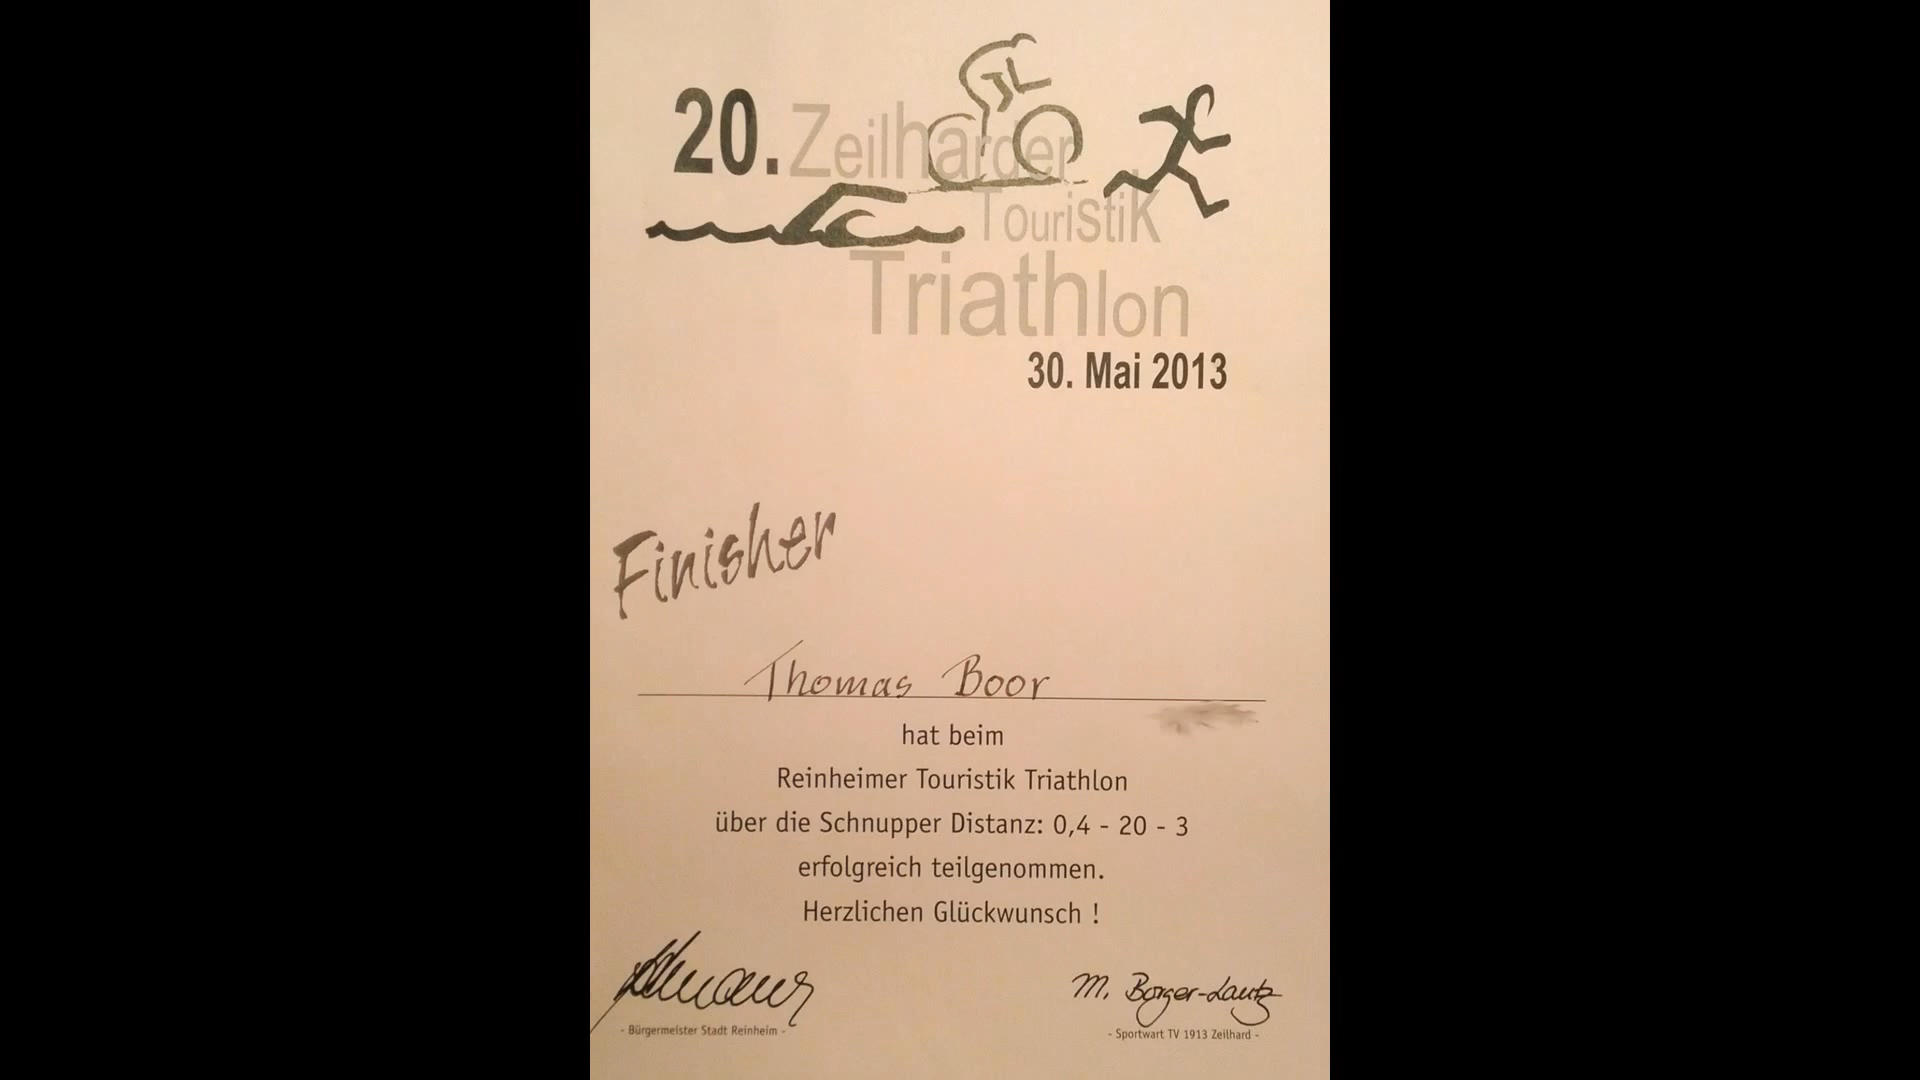 20. Zeilharder
Touristik
Triathlon
30. Mai 2013
Finisher
Thomas Boor
hat beim
Reinheimer Touristik Triathlon
über die Schnupper Distanz: 0,4 - 20 - 3
erfolgreich teilgenommen.
Herzlichen Glückwunsch !
M. Borger-Lautz
- Bürgermeister Stadt Reinheim -
- Sportwart TV 1913 Zeilhard -